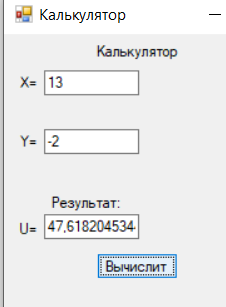 Калькулятор
Калькулятор
X= 13
Y= -2
Результат:
U= 47,618204534
Вычислит